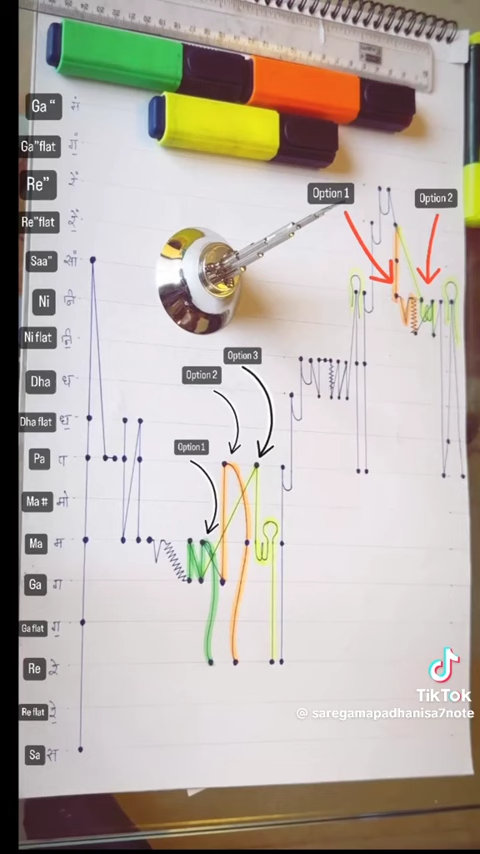 Ga“ गं
Option 1
Option 2
Ga”flat
Re”
Re”flat
Saa” सां
Ni नि
Ni flat
Option 3
Option 2
Dha ध
Dha flat ध॒
Pa प
Option 1
Ma#
Ma म
Ga ग
Ga flat ग॒
Re रे
TikTok
Re flat रे॒
@ saregamapadhanisa7note
Sa स